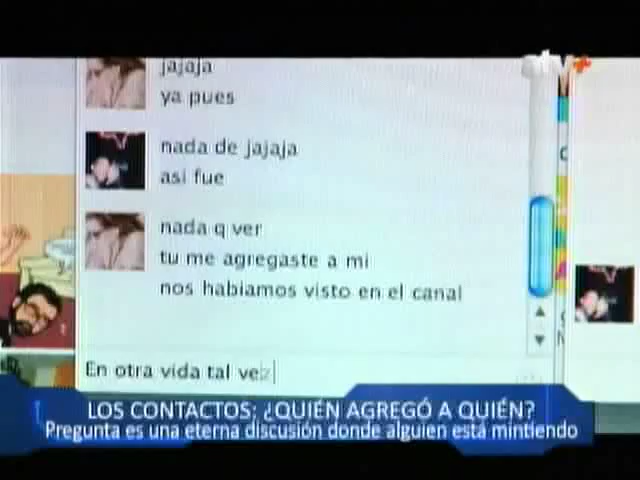 jajaja
ya pues
nada de jajaja
asi fue
nada q ver
tu me agregaste a mi
nos habiamos visto en el canal
En otra vida tal vez
LOS CONTACTOS; ¿QUIÉN AGREGÓ A QUIÉN?
Pregunta es una eterna discusión donde alguien está mintiendo